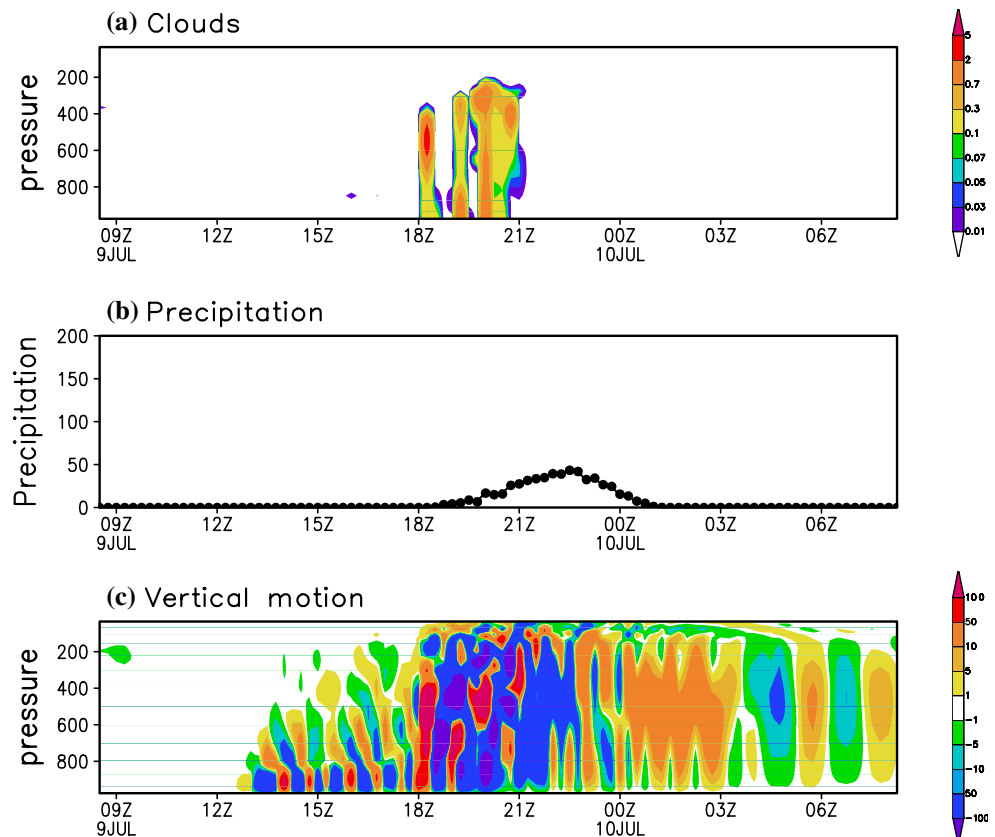 (a) Clouds
pressure
200
400
600
800
09Z 12Z 15Z 18Z 21Z 00Z 03Z 06Z
9JUL 10JUL
5
2
0.7
0.3
0.1
0.07
0.05
0.03
0.01
(b) Precipitation
Precipitation
200
150
100
50
0
09Z 12Z 15Z 18Z 21Z 00Z 03Z 06Z
9JUL 10JUL
(c) Vertical motion
pressure
200
400
600
800
09Z 12Z 15Z 18Z 21Z 00Z 03Z 06Z
9JUL 10JUL
100
50
10
5
1
-1
-5
-10
50
-100